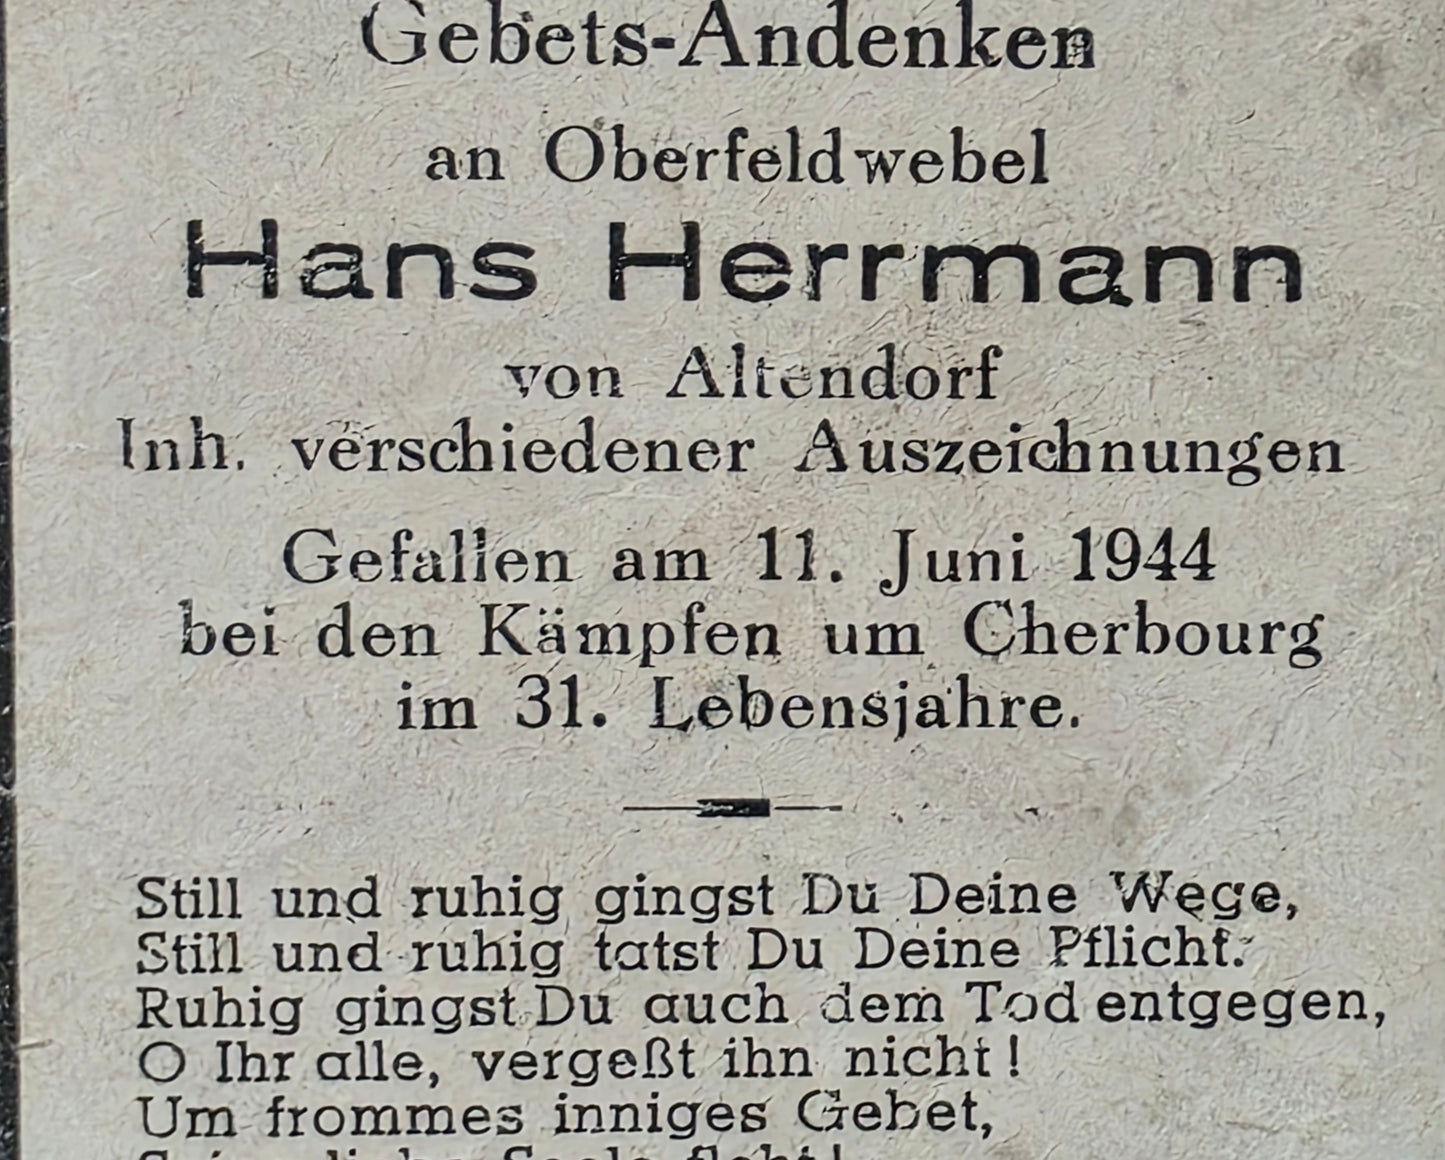 Gebets-Andenken
an Oberfeldwebel
Hans Herrmann
von Altendorf
Inh. verschiedener Auszeichnungen
Gefallen am 11. Juni 1944
bei den Kämpfen um Cherbourg
im 31. Lebensjahre.
Still und ruhig gingst Du Deine Wege,
Still und ruhig tatst Du Deine Pflicht.
Ruhig gingst Du auch dem Tod entgegen,
O Ihr alle, vergeßt ihn nicht!
Um frommes inniges Gebet,
Seele fleht!